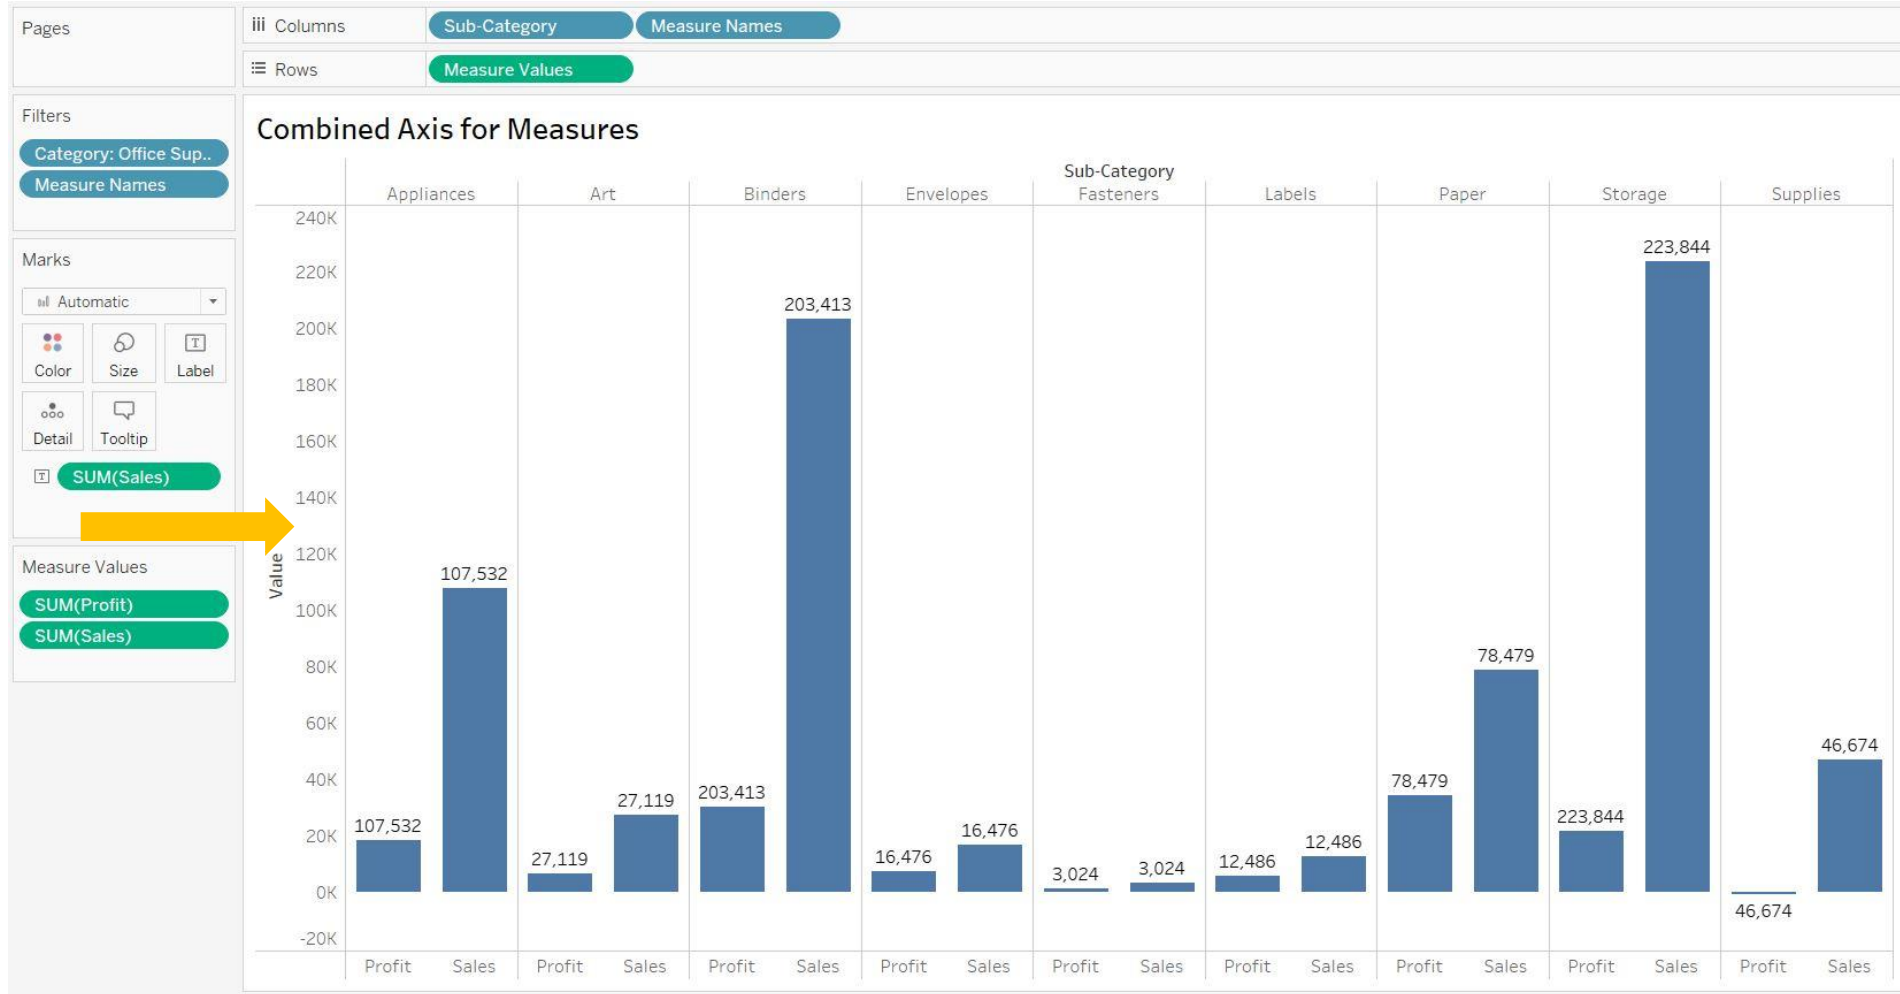 Pages
Columns Sub-Category Measure Names
Rows Measure Values
Filters
Category: Office Sup..
Measure Names
Marks
Automatic
Color Size Label
Detail Tooltip
T SUM(Sales)
Measure Values
SUM(Profit)
SUM(Sales)
Combined Axis for Measures
Sub-Category
Appliances Art Binders Envelopes Fasteners Labels Paper Storage Supplies
Value
240K
220K
200K
180K
160K
140K
120K
100K
80K
60K
40K
20K
0K
-20K
107,532 107,532
27,119 27,119
203,413 203,413
16,476 16,476
3,024 3,024
12,486 12,486
78,479 78,479
223,844 223,844
46,674 46,674
Profit Sales Profit Sales Profit Sales Profit Sales Profit Sales Profit Sales Profit Sales Profit Sales Profit Sales